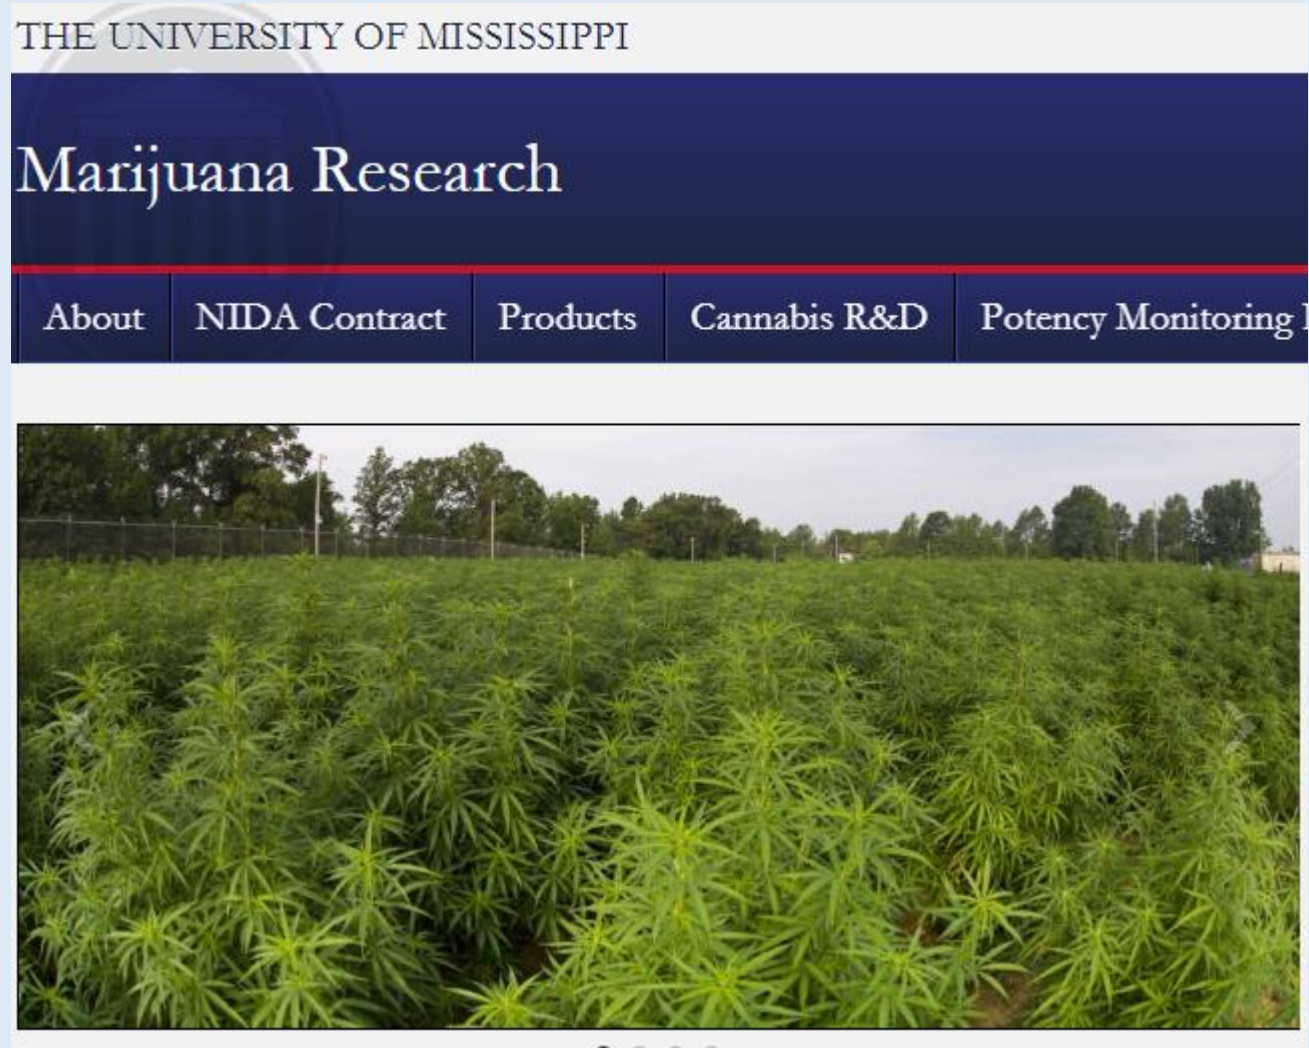 THE UNIVERSITY OF MISSISSIPPI
Marijuana Research
About NIDA Contract Products Cannabis R&D Potency Monitoring